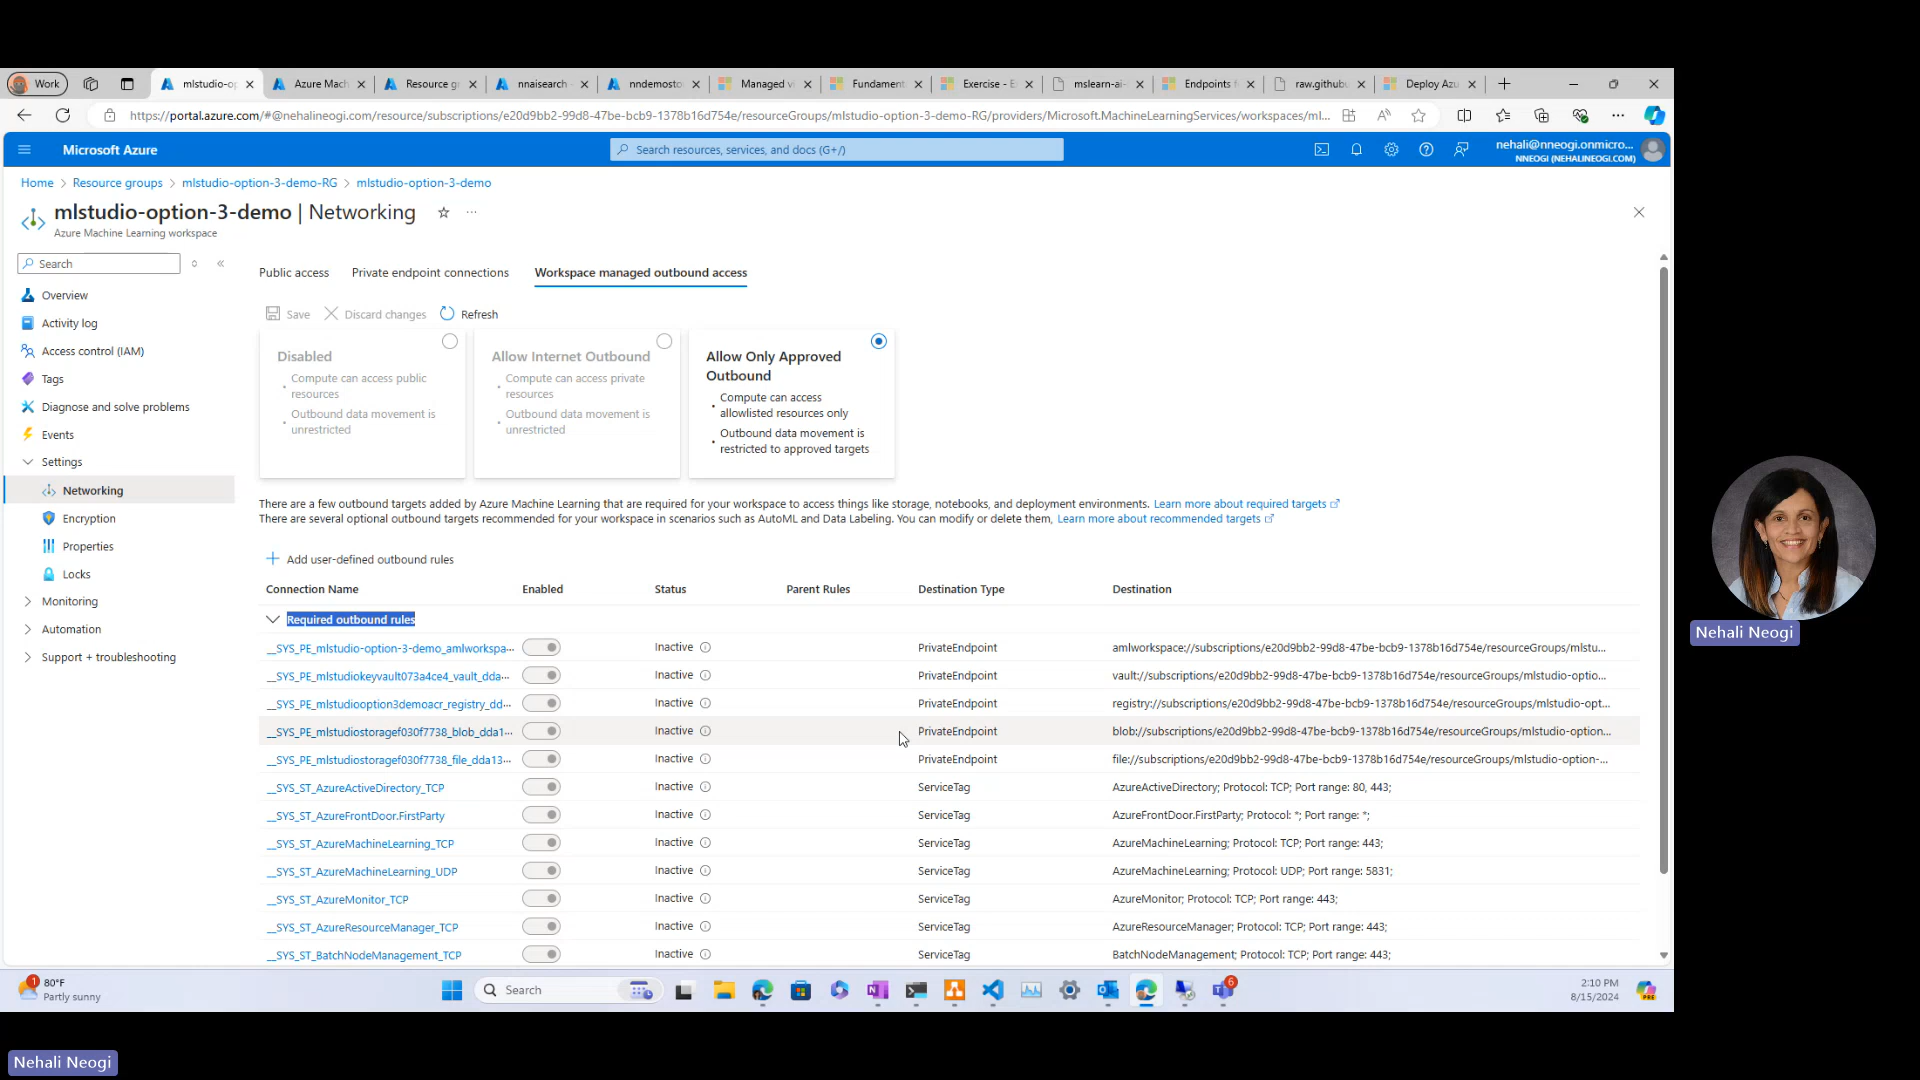 Work
mlstudio-op
Azure Mach
Resource g
nnaisearch -
nndemosto
Managed vi
Fundament
Exercise - E
mslearn-ai-
Endpoints
raw.githubu
Deploy Azu
https://portal.azure.com/#@nehalineogi.com/resource/subscriptions/e20d9bb2-99d8-47be-bcb9-1378b16d754e/resourceGroups/mlstudio-option-3-demo-RG/providers/Microsoft.MachineLearningServices/workspaces/ml...
Microsoft Azure
Search resources, services, and docs (G+/)
nehali@nneogi.onmicro...
NNEOGI (NEHALINEOGI.COM)
Home > Resource groups > mlstudio-option-3-demo-RG > mlstudio-option-3-demo
mlstudio-option-3-demo | Networking
Azure Machine Learning workspace
Search
Overview
Activity log
Access control (IAM)
Tags
Diagnose and solve problems
Events
Settings
Networking
Encryption
Properties
Locks
Monitoring
Automation
Support + troubleshooting
Public access
Private endpoint connections
Workspace managed outbound access
Save
Discard changes
Refresh
Disabled
• Compute can access public
resources
• Outbound data movement is
unrestricted
Allow Internet Outbound
• Compute can access private
resources
• Outbound data movement is
unrestricted
Allow Only Approved
Outbound
• Compute can access
allowlisted resources only
• Outbound data movement is
restricted to approved targets
There are a few outbound targets added by Azure Machine Learning that are required for your workspace to access things like storage, notebooks, and deployment environments. Learn more about required targets
There are several optional outbound targets recommended for your workspace in scenarios such as AutoML and Data Labeling. You can modify or delete them, Learn more about recommended targets
+ Add user-defined outbound rules
Connection Name Enabled Status Parent Rules Destination Type Destination
Required outbound rules
__SYS_PE_mlstudio-option-3-demo_amlworkspa... Inactive PrivateEndpoint amlworkspace://subscriptions/e20d9bb2-99d8-47be-bcb9-1378b16d754e/resourceGroups/mlstu...
__SYS_PE_mlstudiokeyvault073a4ce4_vault_dda... Inactive PrivateEndpoint vault://subscriptions/e20d9bb2-99d8-47be-bcb9-1378b16d754e/resourceGroups/mlstudio-optio...
__SYS_PE_mlstudiooption3demoacr_registry_dd... Inactive PrivateEndpoint registry://subscriptions/e20d9bb2-99d8-47be-bcb9-1378b16d754e/resourceGroups/mlstudio-opt...
__SYS_PE_mlstudiostoragef030f7738_blob_dda1... Inactive PrivateEndpoint blob://subscriptions/e20d9bb2-99d8-47be-bcb9-1378b16d754e/resourceGroups/mlstudio-option...
__SYS_PE_mlstudiostoragef030f7738_file_dda13... Inactive PrivateEndpoint file://subscriptions/e20d9bb2-99d8-47be-bcb9-1378b16d754e/resourceGroups/mlstudio-option-...
__SYS_ST_AzureActiveDirectory_TCP Inactive ServiceTag AzureActiveDirectory; Protocol: TCP; Port range: 80, 443;
__SYS_ST_AzureFrontDoor.FirstParty Inactive ServiceTag AzureFrontDoor.FirstParty; Protocol: *; Port range: *;
__SYS_ST_AzureMachineLearning_TCP Inactive ServiceTag AzureMachineLearning; Protocol: TCP; Port range: 443;
__SYS_ST_AzureMachineLearning_UDP Inactive ServiceTag AzureMachineLearning; Protocol: UDP; Port range: 5831;
__SYS_ST_AzureMonitor_TCP Inactive ServiceTag AzureMonitor; Protocol: TCP; Port range: 443;
__SYS_ST_AzureResourceManager_TCP Inactive ServiceTag AzureResourceManager; Protocol: TCP; Port range: 443;
__SYS_ST_BatchNodeManagement_TCP Inactive ServiceTag BatchNodeManagement; Protocol: TCP; Port range: 443;
1
80°F
Partly sunny
Search
6
2:10 PM
8/15/2024
PRE
Nehali Neogi
Nehali Neogi